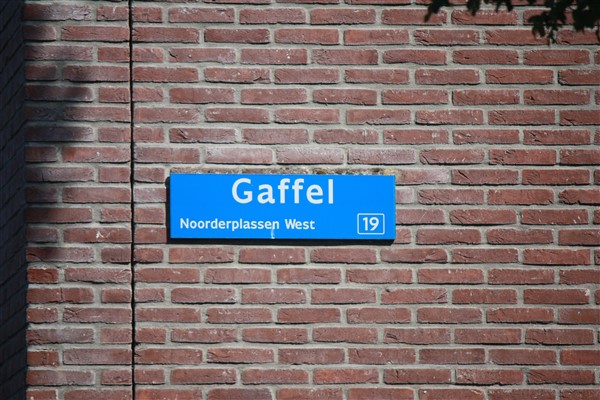 Gaffel
Noorderplassen West 19